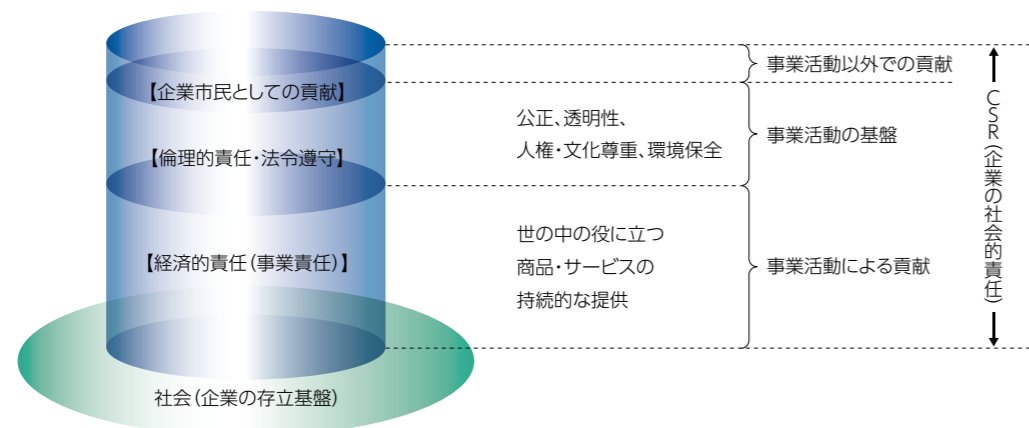 【企業市民としての貢献】
事業活動以外での貢献
【倫理的責任・法令遵守】
公正、透明性、
人権・文化尊重、環境保全
事業活動の基盤
【経済的責任(事業責任)】
世の中の役に立つ
商品・サービスの
持続的な提供
事業活動による貢献
CSR(企業の社会的責任)
社会(企業の存立基盤)